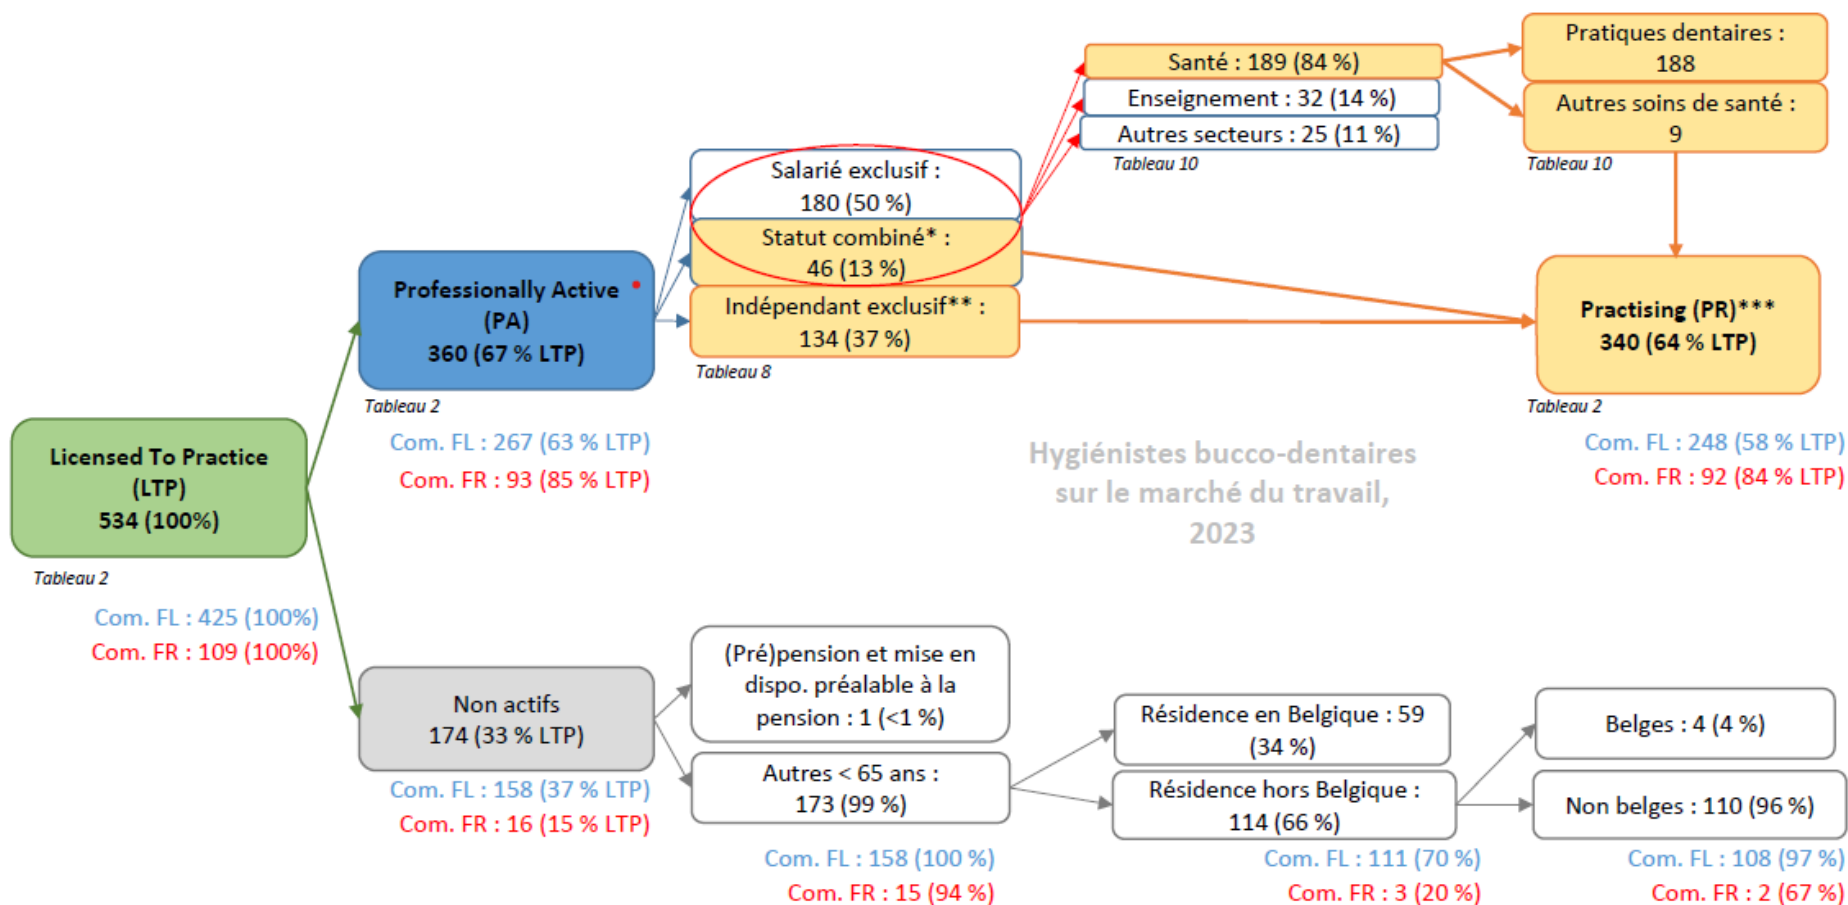 Licensed To Practice
(LTP)
534 (100%)
Tableau 2
Com. FL : 425 (100%)
Com. FR : 109 (100%)
Professionally Active
(PA)
360 (67 % LTP)
Tableau 2
Com. FL : 267 (63 % LTP)
Com. FR : 93 (85 % LTP)
Salarié exclusif :
180 (50 %)
Statut combiné* :
46 (13 %)
Indépendant exclusif** :
134 (37 %)
Tableau 8
Santé : 189 (84 %)
Enseignement : 32 (14 %)
Autres secteurs : 25 (11 %)
Tableau 10
Pratiques dentaires :
188
Autres soins de santé :
9
Tableau 10
Practising (PR)***
340 (64 % LTP)
Tableau 2
Com. FL : 248 (58 % LTP)
Com. FR : 92 (84 % LTP)
Hygiénistes bucco-dentaires
sur le marché du travail,
2023
Non actifs
174 (33 % LTP)
Com. FL : 158 (37 % LTP)
Com. FR : 16 (15 % LTP)
(Pré)pension et mise en
dispo. préalable à la
pension : 1 (<1 %)
Autres < 65 ans :
173 (99 %)
Com. FL : 158 (100 %)
Com. FR : 15 (94 %)
Résidence en Belgique : 59
(34 %)
Résidence hors Belgique :
114 (66 %)
Com. FL : 111 (70 %)
Com. FR : 3 (20 %)
Belges : 4 (4 %)
Non belges : 110 (96 %)
Com. FL : 108 (97 %)
Com. FR : 2 (67 %)